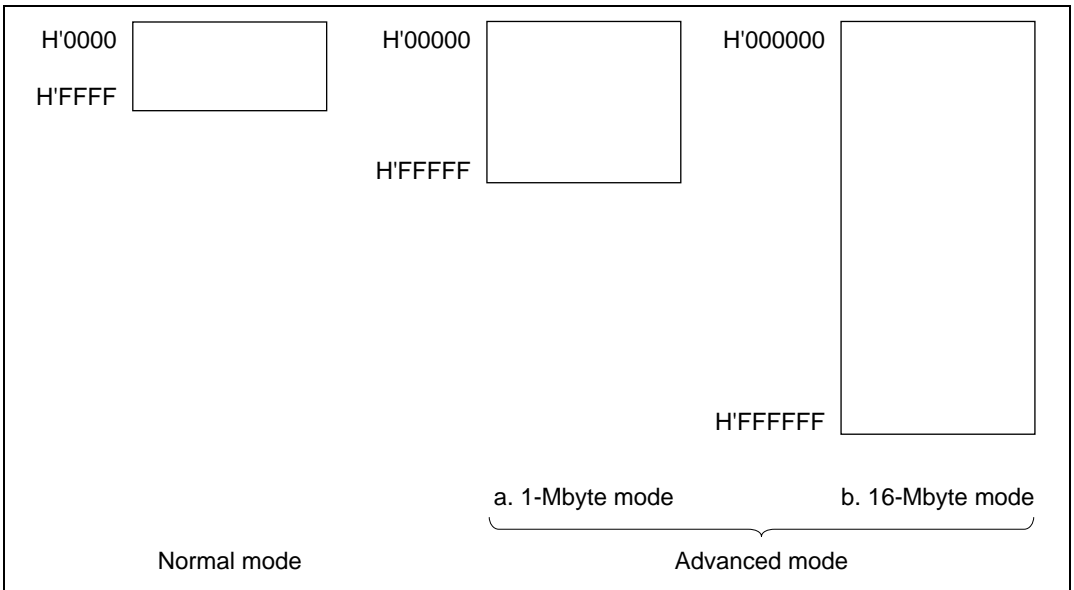 H'0000
H'FFFF
H'00000
H'FFFFF
H'000000
H'FFFFFF
a. 1-Mbyte mode
b. 16-Mbyte mode
Normal mode
Advanced mode